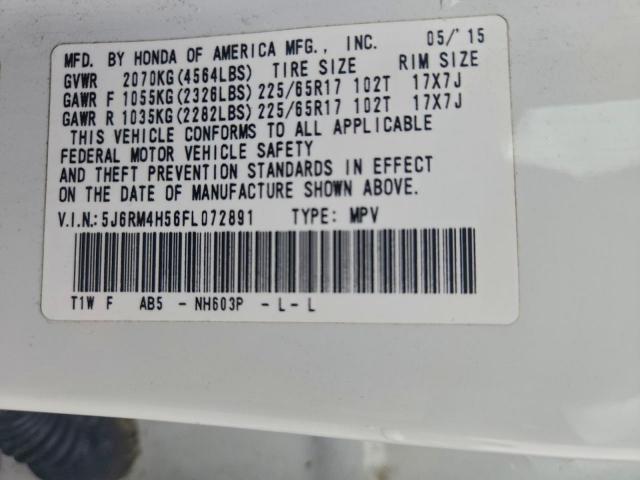 MFD. BY HONDA OF AMERICA MFG., INC. 05/'15
GVWR 2070KG(4564LBS) TIRE SIZE RIM SIZE
GAWR F 1055KG(2326LBS) 225/65R17 102T 17X7J
GAWR R 1035KG(2282LBS) 225/65R17 102T 17X7J
THIS VEHICLE CONFORMS TO ALL APPLICABLE
FEDERAL MOTOR VEHICLE SAFETY
AND THEFT PREVENTION STANDARDS IN EFFECT
ON THE DATE OF MANUFACTURE SHOWN ABOVE.
V.I.N.:5J6RM4H56FL072891 TYPE: MPV
T1W F AB5 - NH603P - L - L